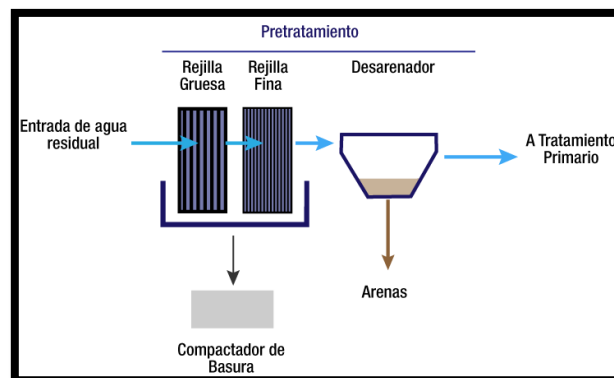 Pretratamiento
Rejilla
Gruesa
Rejilla
Fina
Desarenador
Entrada de agua
residual
A Tratamiento
Primario
Arenas
Compactador de
Basura